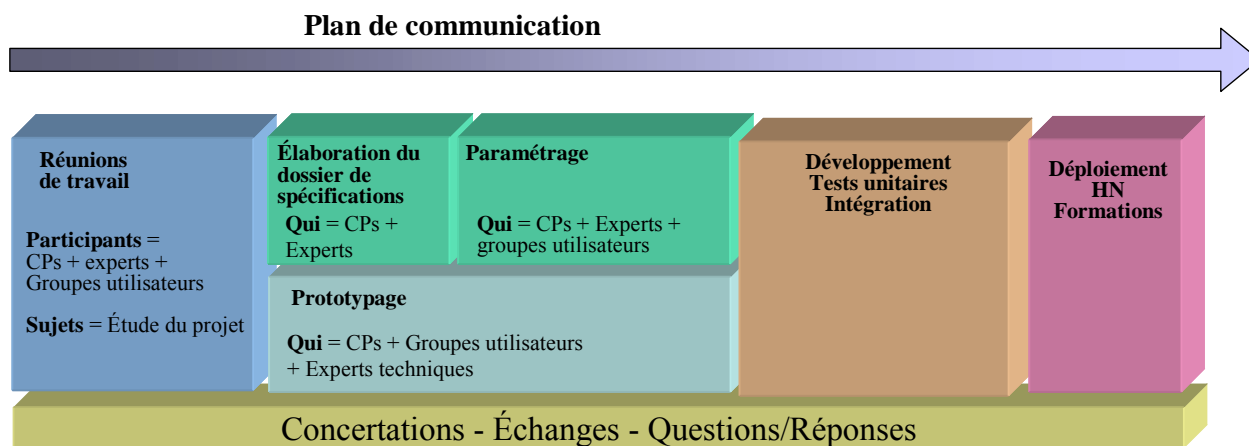 Plan de communication
Réunions
de travail
Participants =
CPs + experts +
Groupes utilisateurs
Sujets = Étude du projet
Élaboration du
dossier de
spécifications
Qui = CPs +
Experts
Paramétrage
Qui = CPs + Experts +
groupes utilisateurs
Prototypage
Qui = CPs + Groupes utilisateurs
+ Experts techniques
Développement
Tests unitaires
Intégration
Déploiement
HN
Formations
Concertations - Échanges - Questions/Réponses